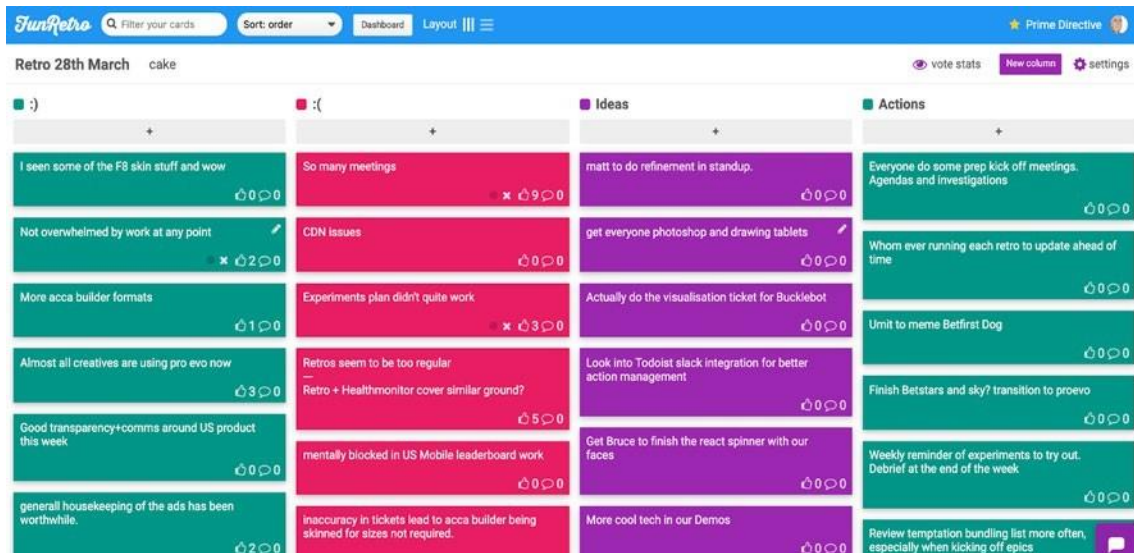 FunRetro
Filter your cards
Sort: order
Dashboard
Layout
Prime Directive
Retro 28th March
cake
vote stats
New column
settings
:)
+
I seen some of the F8 skin stuff and wow
0 0
Not overwhelmed by work at any point
x 2 0
More acca builder formats
1 0
Almost all creatives are using pro evo now
3 0
Good transparency+comms around US product
this week
0 0
generall housekeeping of the ads has been
worthwhile.
2 0
:(
+
So many meetings
x 9 0
CDN issues
0 0
Experiments plan didn't quite work
x 3 0
Retros seem to be too regular
—
Retro + Healthmonitor cover similar ground?
5 0
mentally blocked in US Mobile leaderboard work
0 0
inaccuracy in tickets lead to acca builder being
skinned for sizes not required.
Ideas
+
matt to do refinement in standup.
0 0
get everyone photoshop and drawing tablets
0 0
Actually do the visualisation ticket for Bucklebot
0 0
Look into Todoist slack integration for better
action management
0 0
Get Bruce to finish the react spinner with our
faces
0 0
More cool tech in our Demos
0 0
Actions
+
Everyone do some prep kick off meetings.
Agendas and investigations
0 0
Whom ever running each retro to update ahead of
time
0 0
Umit to meme Betfirst Dog
0 0
Finish Betstars and sky? transition to proevo
0 0
Weekly reminder of experiments to try out.
Debrief at the end of the week
0 0
Review temptation bundling list more often,
especially when kicking off epics